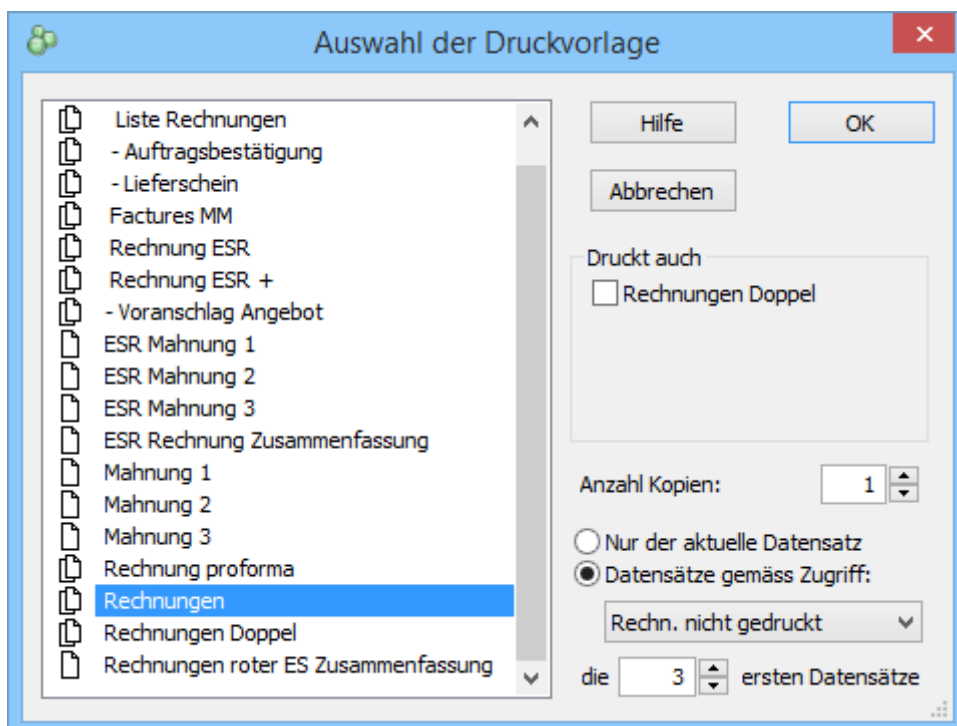 Auswahl der Druckvorlage
Liste Rechnungen
- Auftragsbestätigung
- Lieferschein
Factures MM
Rechnung ESR
Rechnung ESR +
- Voranschlag Angebot
ESR Mahnung 1
ESR Mahnung 2
ESR Mahnung 3
ESR Rechnung Zusammenfassung
Mahnung 1
Mahnung 2
Mahnung 3
Rechnung proforma
Rechnungen
Rechnungen Doppel
Rechnungen roter ES Zusammenfassung
Hilfe
OK
Abbrechen
Druckt auch
Rechnungen Doppel
Anzahl Kopien: 1
Nur der aktuelle Datensatz
Datensätze gemäss Zugriff:
Rechn. nicht gedruckt
die 3 ersten Datensätze